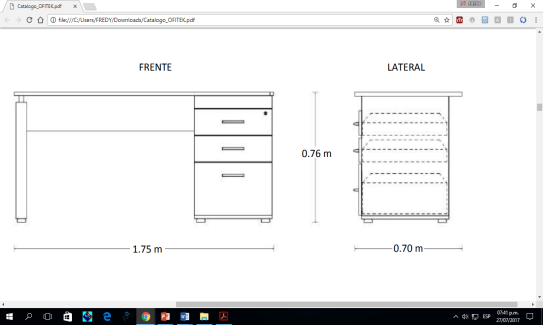 Catalogo_OFITEK.pdf
file:///C:/Users/FREDY/Downloads/Catalogo_OFITEK.pdf
FRENTE
LATERAL
0.76 m
1.75 m
0.70 m
ESP
07:41 p.m.
27/07/2017